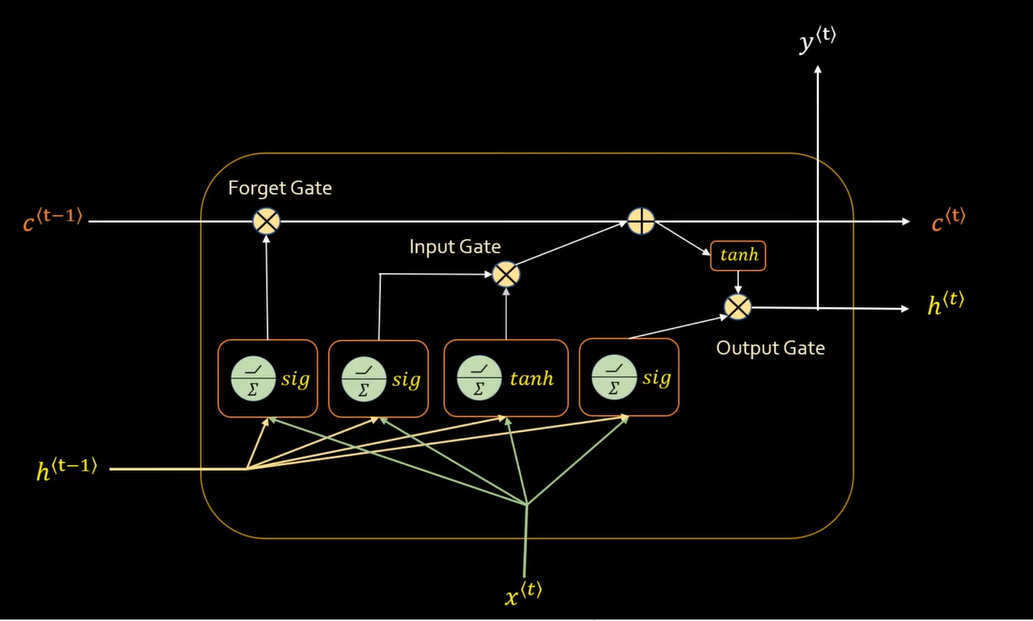 y⟨t⟩
Forget Gate
c⟨t−1⟩
c⟨t⟩
Input Gate
tanh
h⟨t⟩
Output Gate
Σ sig
Σ sig
Σ tanh
Σ sig
h⟨t−1⟩
x⟨t⟩